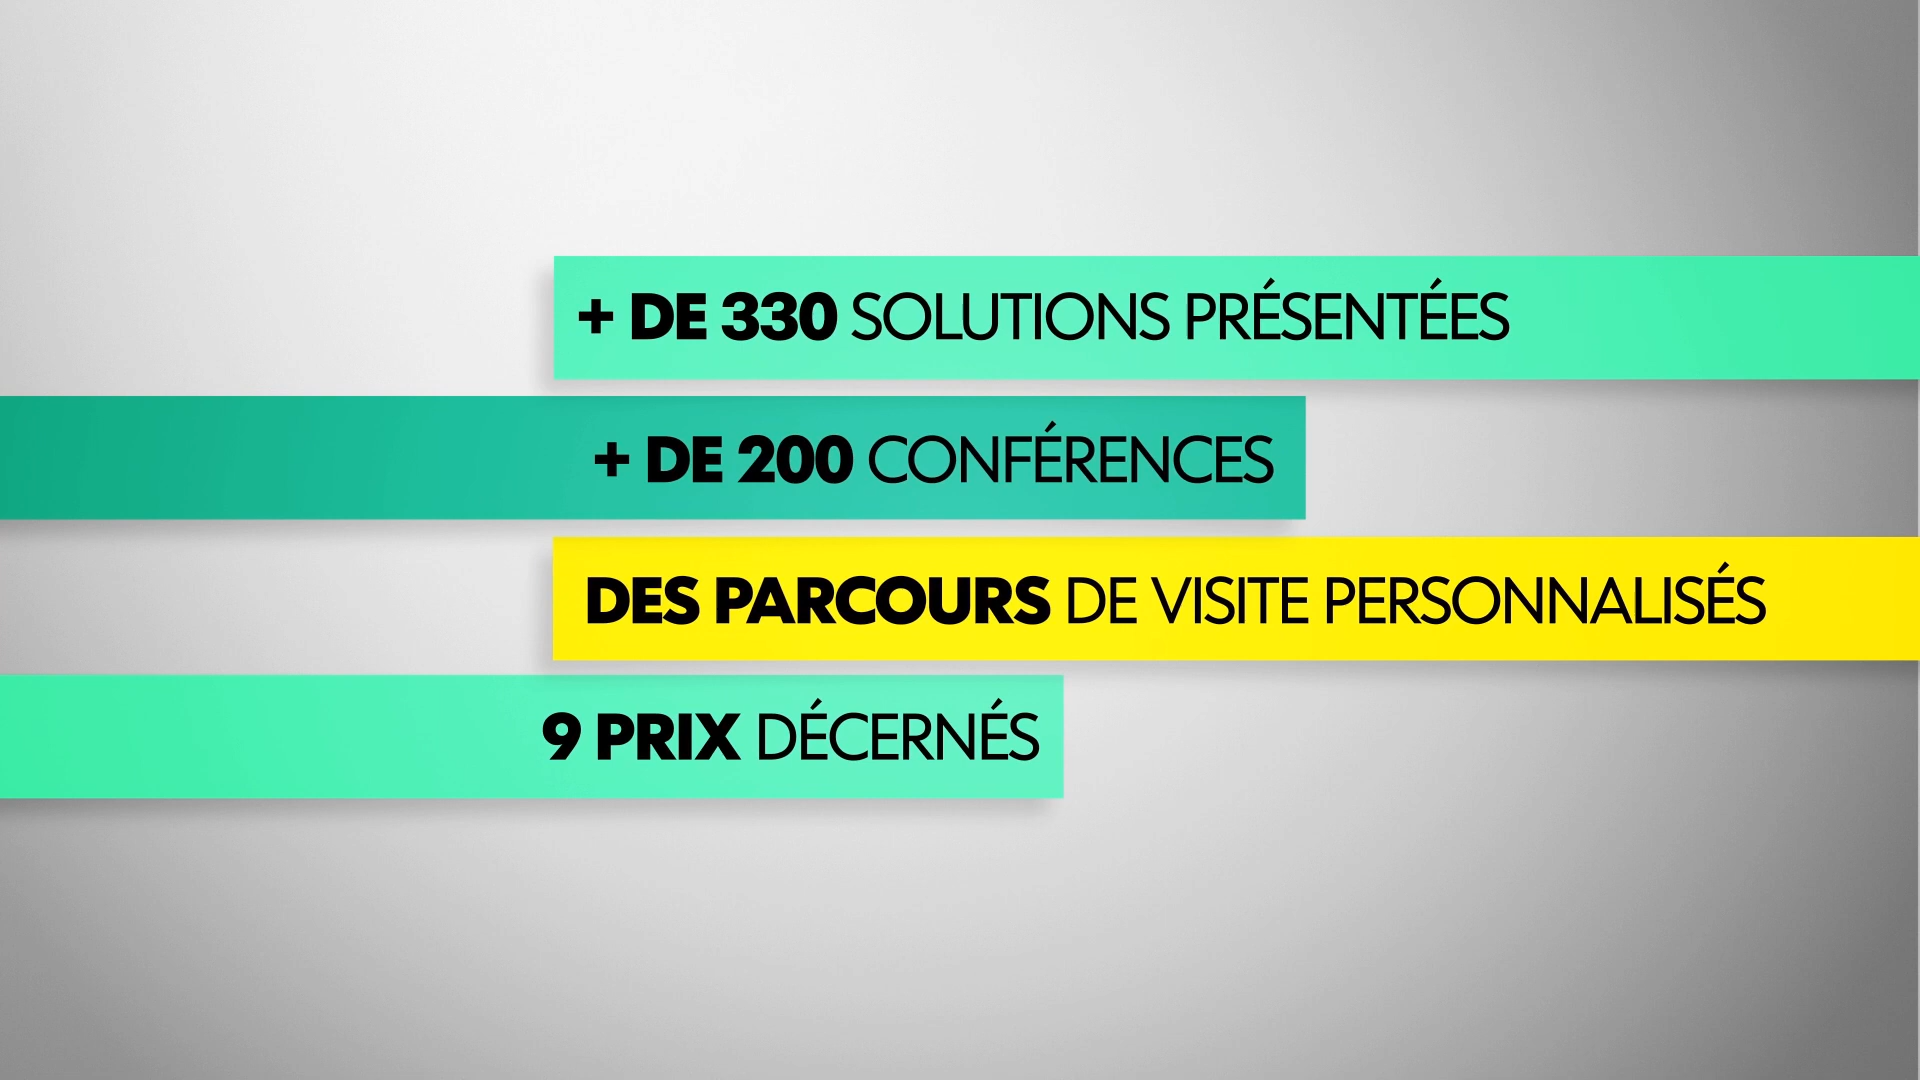 + DE 330 SOLUTIONS PRÉSENTÉES
+ DE 200 CONFÉRENCES
DES PARCOURS DE VISITE PERSONNALISÉS
9 PRIX DÉCERNÉS